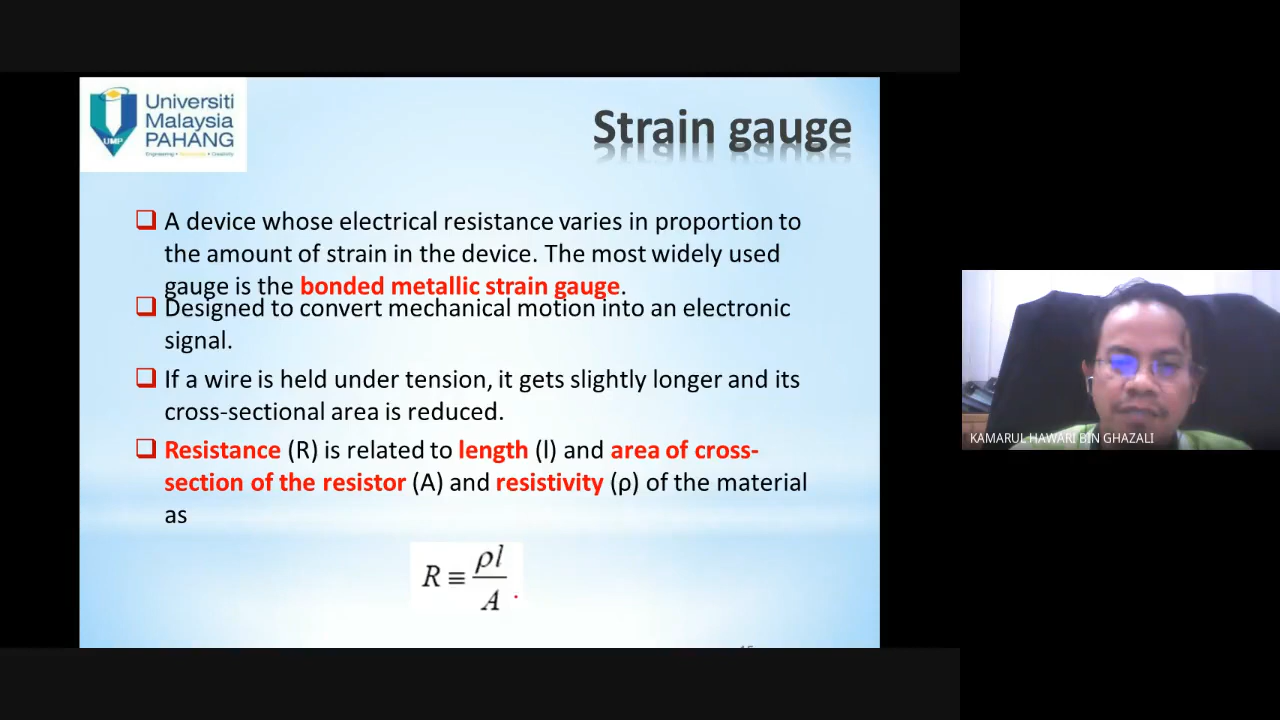 Universiti
Malaysia
PAHANG
UMP
Strain gauge
❑ A device whose electrical resistance varies in proportion to
the amount of strain in the device. The most widely used
gauge is the bonded metallic strain gauge.
❑ Designed to convert mechanical motion into an electronic
signal.
❑ If a wire is held under tension, it gets slightly longer and its
cross-sectional area is reduced.
❑ Resistance (R) is related to length (l) and area of cross-
section of the resistor (A) and resistivity (ρ) of the material
as
R ≡ ρl / A .
KAMARUL HAWARI BIN GHAZALI